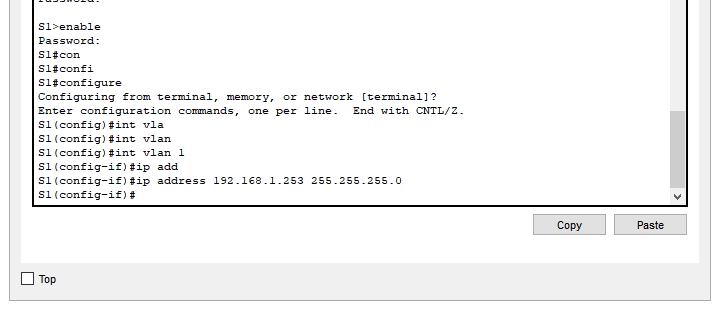 Password:
S1>enable
Password:
S1#con
S1#confi
S1#configure
Configuring from terminal, memory, or network [terminal]?
Enter configuration commands, one per line.  End with CNTL/Z.
S1(config)#int vla
S1(config)#int vlan
S1(config)#int vlan 1
S1(config-if)#ip add
S1(config-if)#ip address 192.168.1.253 255.255.255.0
S1(config-if)#
Copy
Paste
Top